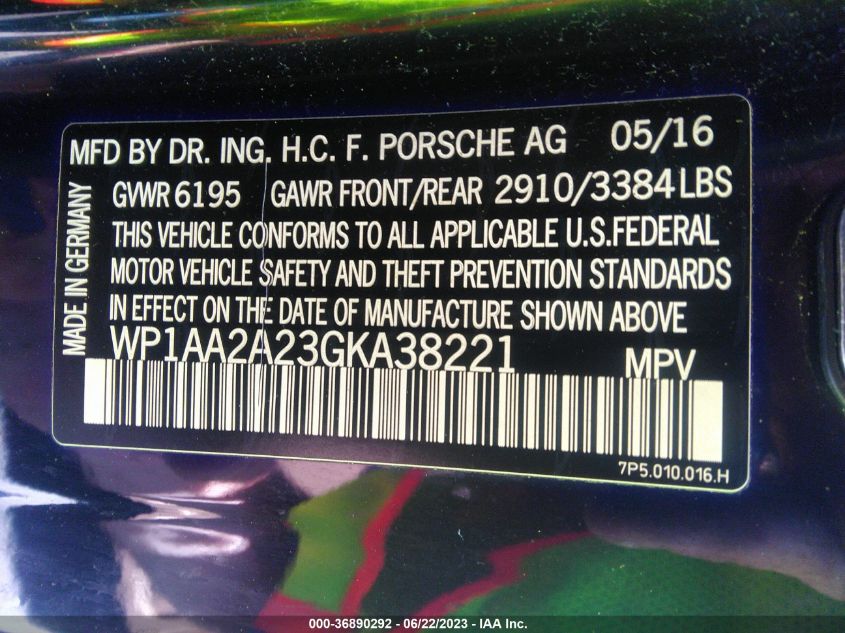 MFD BY DR. ING. H.C. F. PORSCHE AG 05/16
GVWR 6195 GAWR FRONT/REAR 2910/3384 LBS
THIS VEHICLE CONFORMS TO ALL APPLICABLE U.S.FEDERAL
MOTOR VEHICLE SAFETY AND THEFT PREVENTION STANDARDS
IN EFFECT ON THE DATE OF MANUFACTURE SHOWN ABOVE
MADE IN GERMANY
WP1AA2A23GKA38221 MPV
7P5.010.016.H
000-36890292 - 06/22/2023 - IAA Inc.